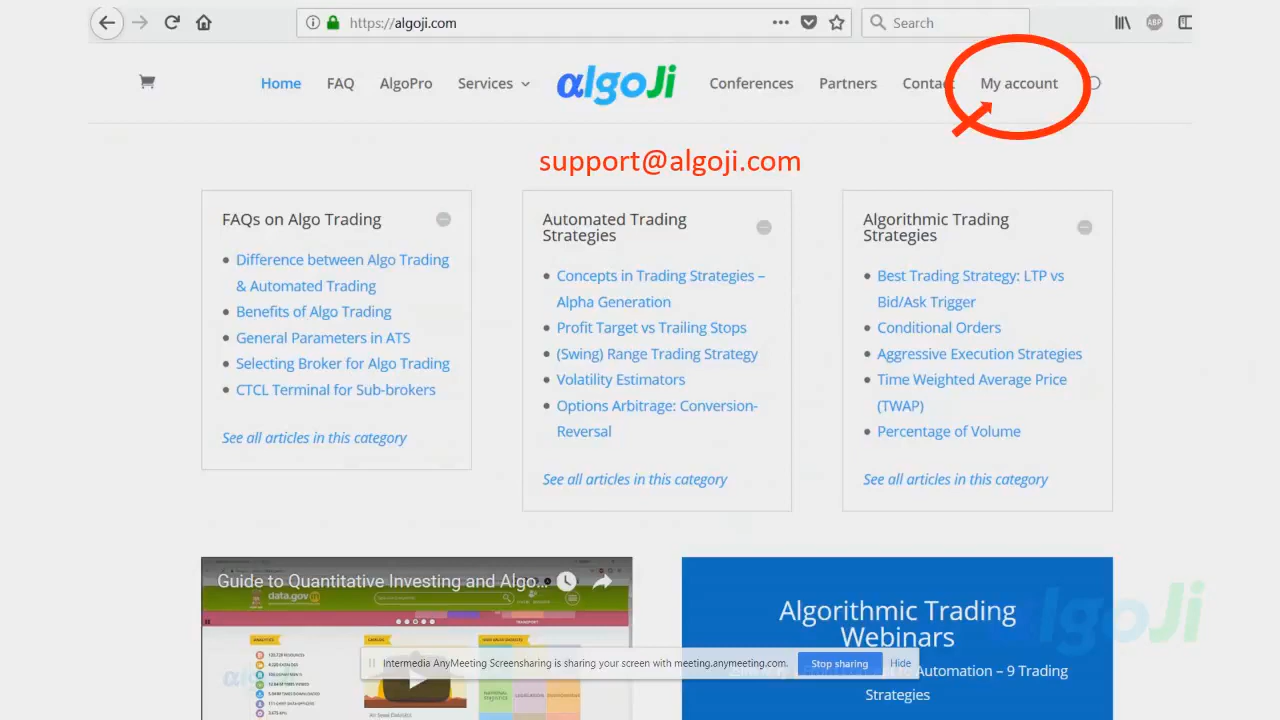 https://algoji.com
Search
ABP
Home FAQ AlgoPro Services αlgoJi Conferences Partners Contact My account
support@algoji.com
FAQs on Algo Trading
Difference between Algo Trading
& Automated Trading
Benefits of Algo Trading
General Parameters in ATS
Selecting Broker for Algo Trading
CTCL Terminal for Sub-brokers
See all articles in this category
Automated Trading
Strategies
Concepts in Trading Strategies –
Alpha Generation
Profit Target vs Trailing Stops
(Swing) Range Trading Strategy
Volatility Estimators
Options Arbitrage: Conversion-
Reversal
See all articles in this category
Algorithmic Trading
Strategies
Best Trading Strategy: LTP vs
Bid/Ask Trigger
Conditional Orders
Aggressive Execution Strategies
Time Weighted Average Price
(TWAP)
Percentage of Volume
See all articles in this category
Guide to Quantitative Investing and Algo...
data.gov
TRANSPORT
Algorithmic Trading
Webinars
Automation – 9 Trading
Strategies
αlgoJi
Intermedia AnyMeeting Screensharing is sharing your screen with meeting.anymeeting.com. Stop sharing Hide